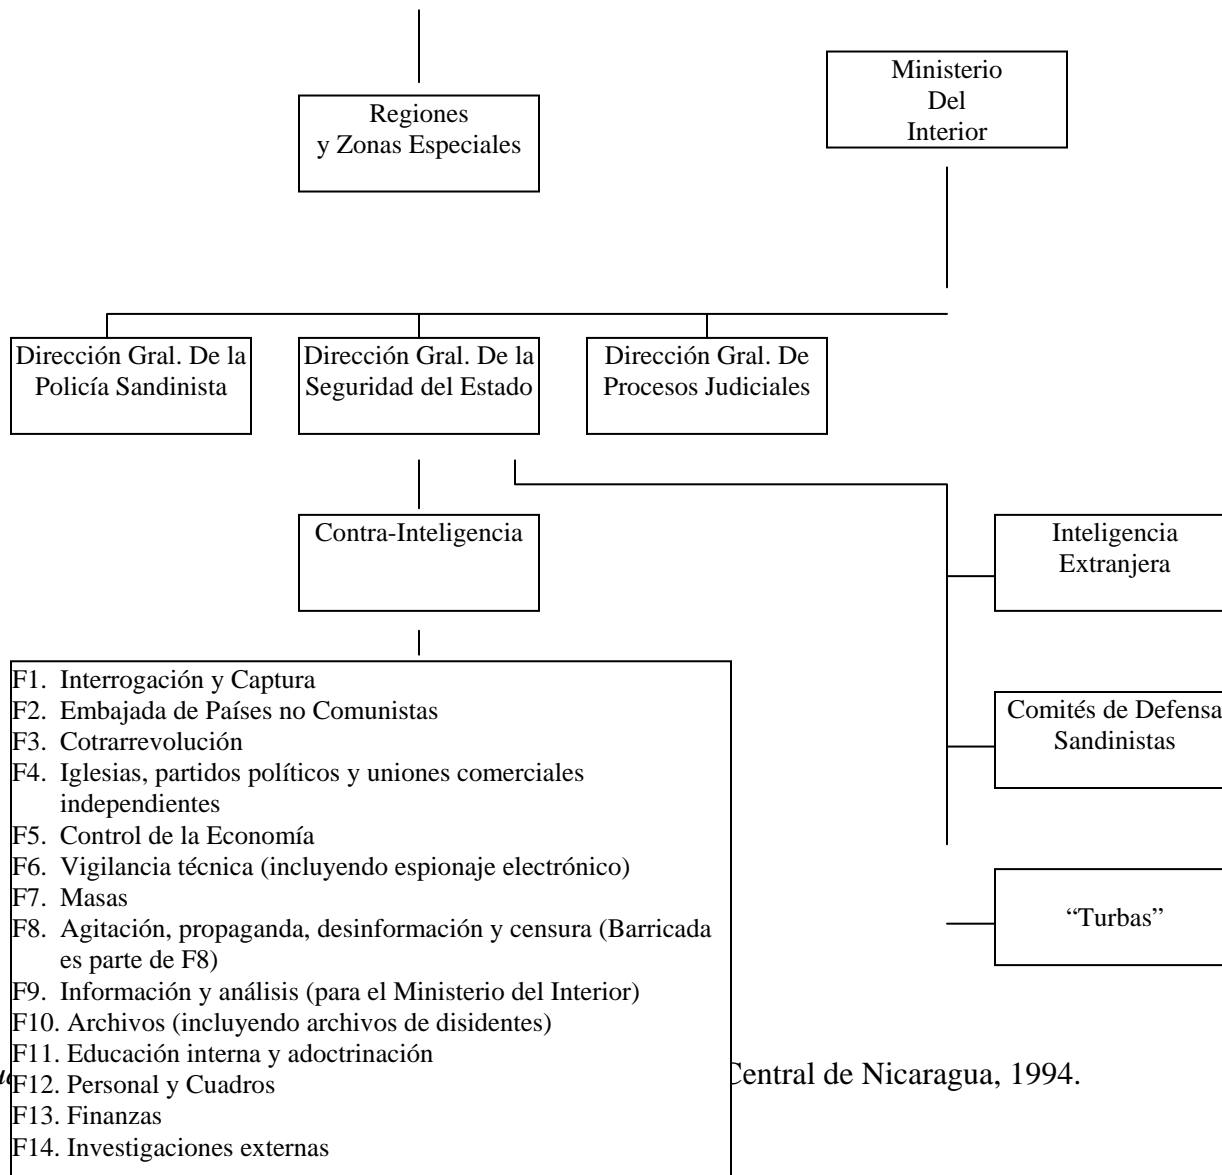 Regiones
y Zonas Especiales
Ministerio
Del
Interior
Dirección Gral. De la
Policía Sandinista
Dirección Gral. De la
Seguridad del Estado
Dirección Gral. De
Procesos Judiciales
Contra-Inteligencia
Inteligencia
Extranjera
Comités de Defensa
Sandinistas
“Turbas”
F1. Interrogación y Captura
F2. Embajada de Países no Comunistas
F3. Cotrarrevolución
F4. Iglesias, partidos políticos y uniones comerciales
independientes
F5. Control de la Economía
F6. Vigilancia técnica (incluyendo espionaje electrónico)
F7. Masas
F8. Agitación, propaganda, desinformación y censura (Barricada
es parte de F8)
F9. Información y análisis (para el Ministerio del Interior)
F10. Archivos (incluyendo archivos de disidentes)
F11. Educación interna y adoctrinación
F12. Personal y Cuadros
F13. Finanzas
F14. Investigaciones externas
Central de Nicaragua, 1994.